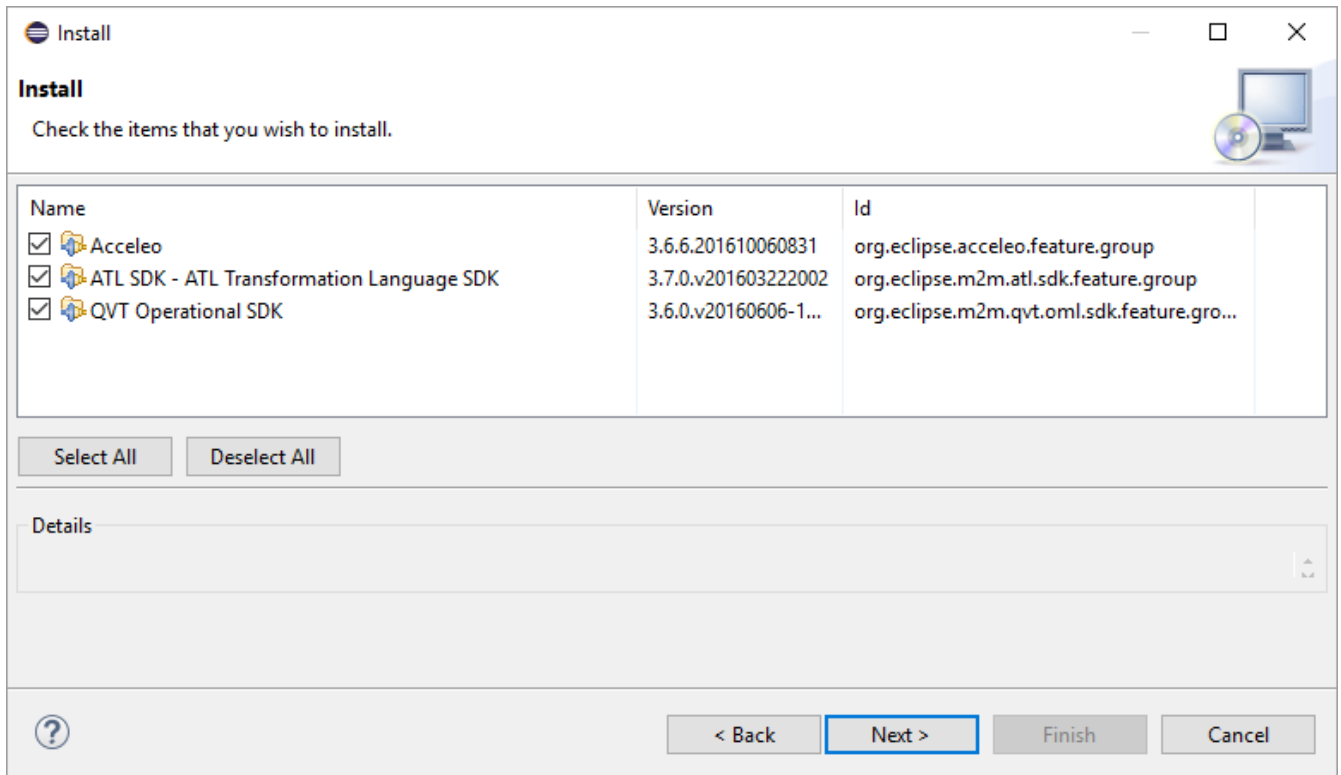 Install
Install
Check the items that you wish to install.
Name Version Id
Acceleo 3.6.6.201610060831 org.eclipse.acceleo.feature.group
ATL SDK - ATL Transformation Language SDK 3.7.0.v201603222002 org.eclipse.m2m.atl.sdk.feature.group
QVT Operational SDK 3.6.0.v20160606-1... org.eclipse.m2m.qvt.oml.sdk.feature.gro...
Select All Deselect All
Details
? < Back Next > Finish Cancel